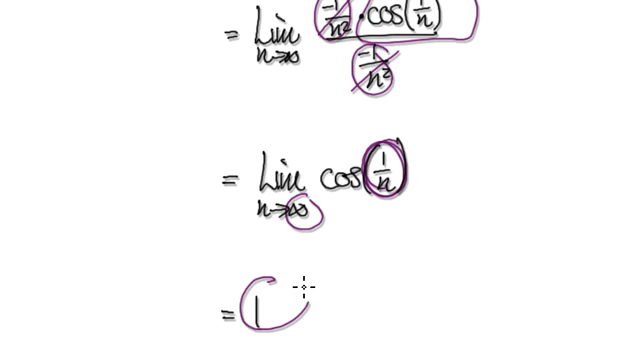 = Lim -1/n² · cos(1/n)
n→∞ -1/n²
= Lim cos(1/n)
n→∞
= 1